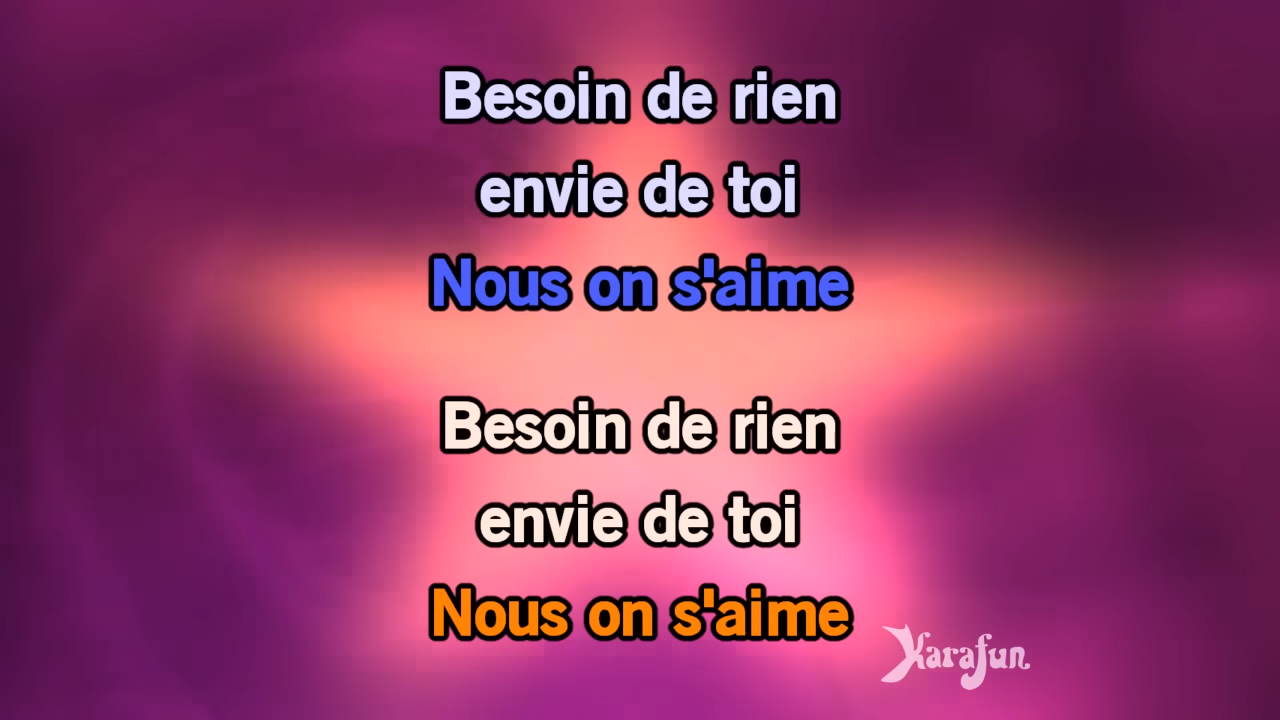 Besoin de rien
envie de toi
Nous on s'aime
Besoin de rien
envie de toi
Nous on s'aime
Karafun